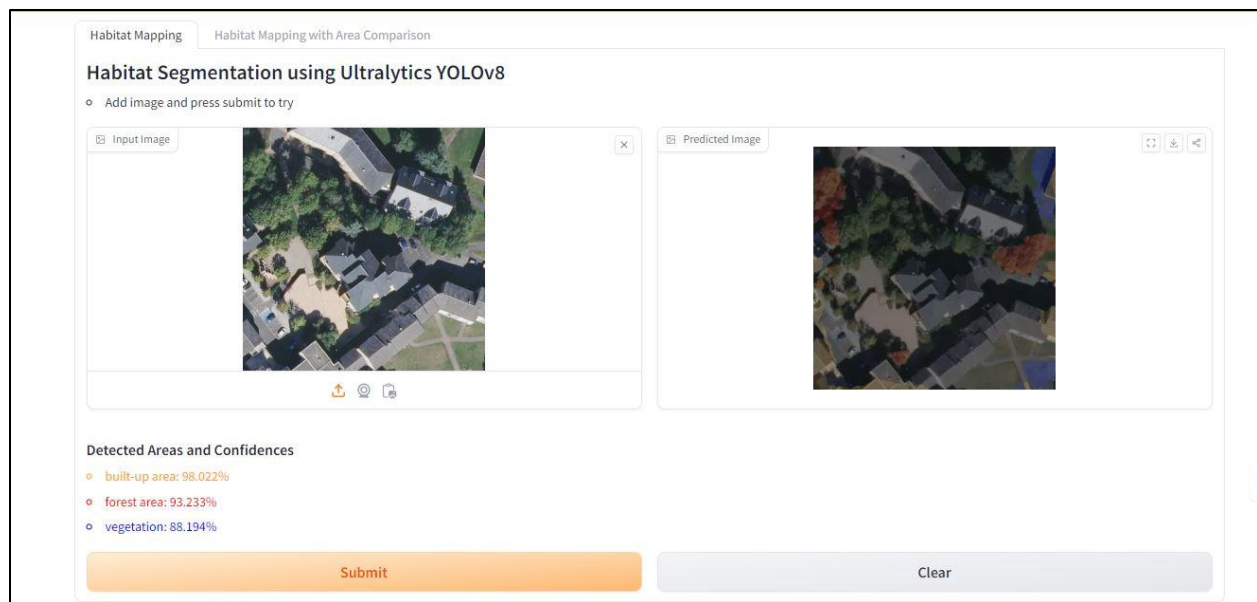 Habitat Mapping Habitat Mapping with Area Comparison
Habitat Segmentation using Ultralytics YOLOv8
Add image and press submit to try
Input Image
Predicted Image
Detected Areas and Confidences
built-up area: 98.022%
forest area: 93.233%
vegetation: 88.194%
Submit
Clear